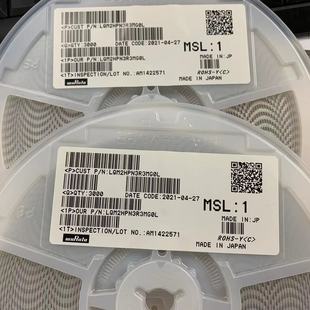 <P>CUST P/N:LQM2HPN3R3MG0L
<Q>QTY:3000 DATE CODE:2021-04-27
MSL:1
<1P>OUR P/N:LQM2HPN3R3MG0L
MADE IN:JP
<1T>INSPECTION/LOT NO.:AM1422571
ROHS-Y(C)
muRata
MADE IN JAPAN
<P>CUST P/N:LQM2HPN3R3MG0L
<Q>QTY:3000 DATE CODE:2021-04-27
MSL:1
<1P>OUR P/N:LQM2HPN3R3MG0L
MADE IN:JP
<1T>INSPECTION/LOT NO.:AM1422571
ROHS-Y(C)
muRata
MADE IN JAPAN